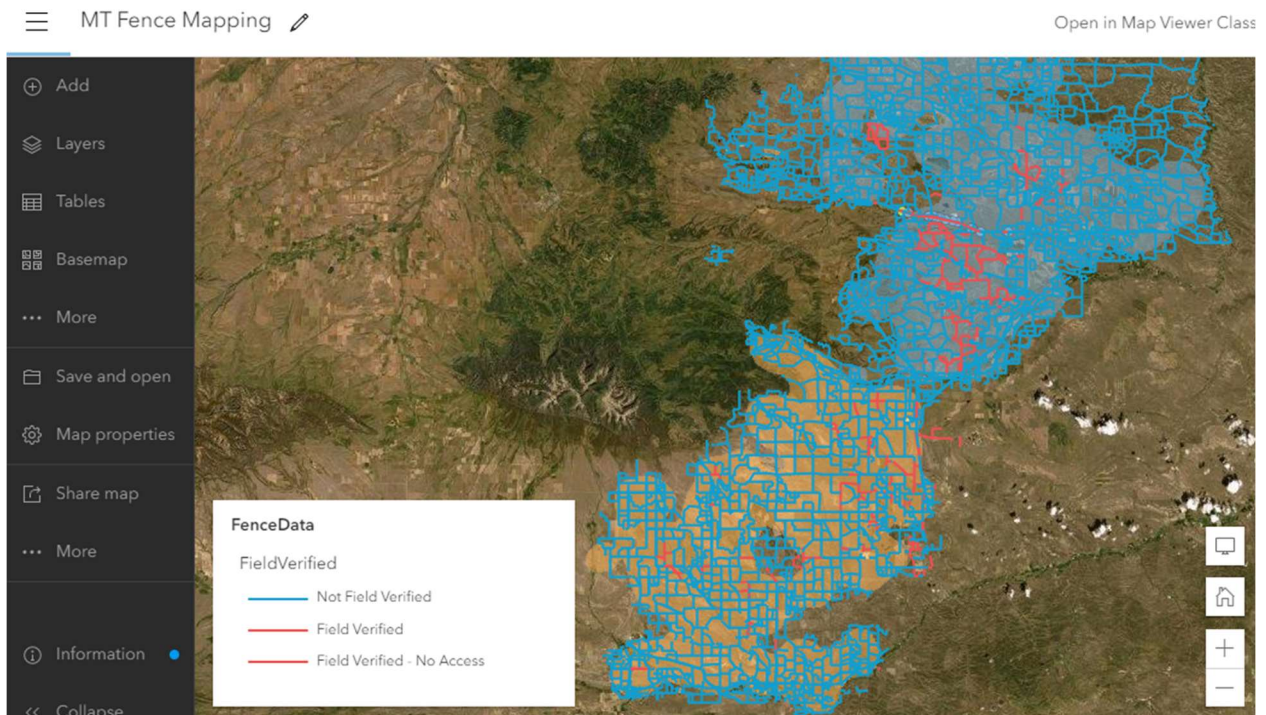 MT Fence Mapping
Open in Map Viewer Class
Add
Layers
Tables
Basemap
More
Save and open
Map properties
Share map
More
Information
Collapse
FenceData
FieldVerified
Not Field Verified
Field Verified
Field Verified - No Access